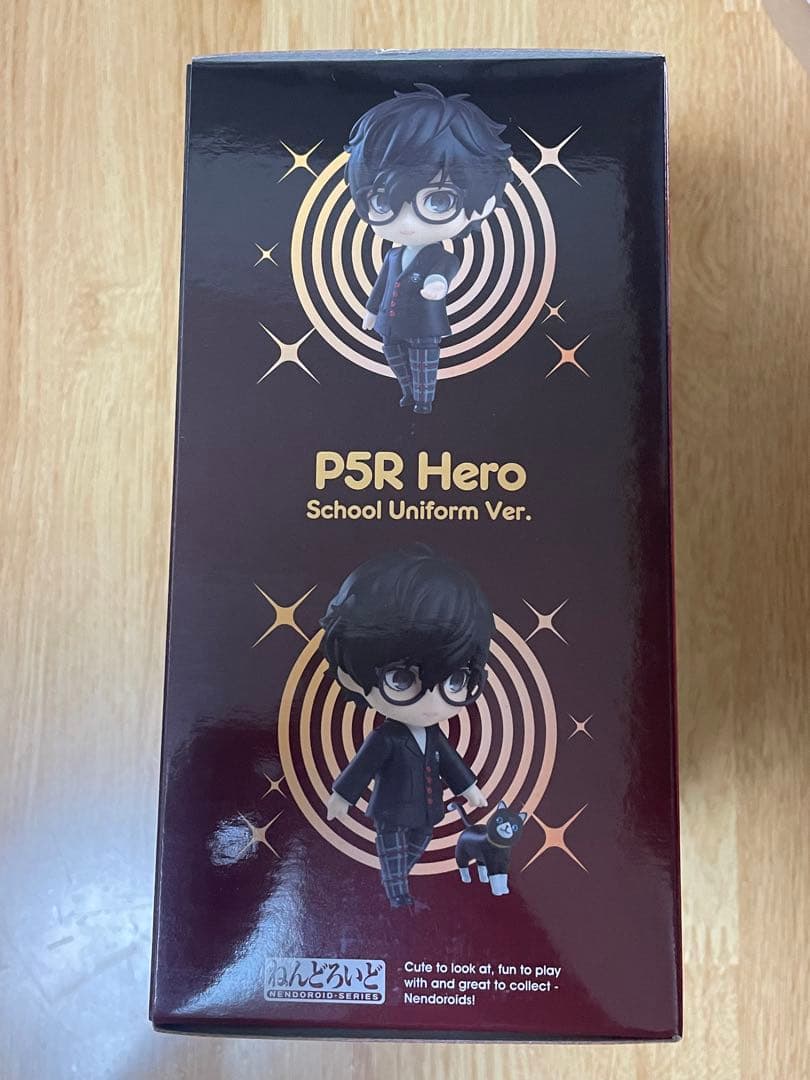 P5R Hero
School Uniform Ver.
ねんどろいど
NENDOROID-SERIES
Cute to look at, fun to play
with and great to collect -
Nendoroids!